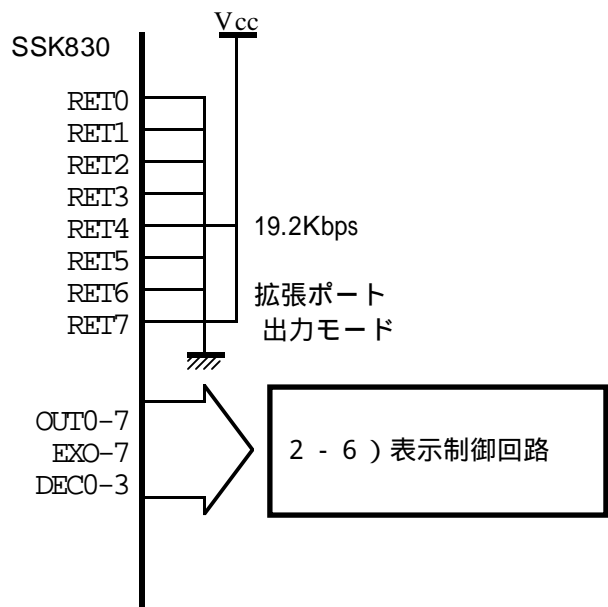 Vcc
SSK830
RET0
RET1
RET2
RET3
RET4
19.2Kbps
RET5
RET6
拡張ポート
RET7
出力モード
OUT0-7
EXO-7
２-６）表示制御回路
DEC0-3